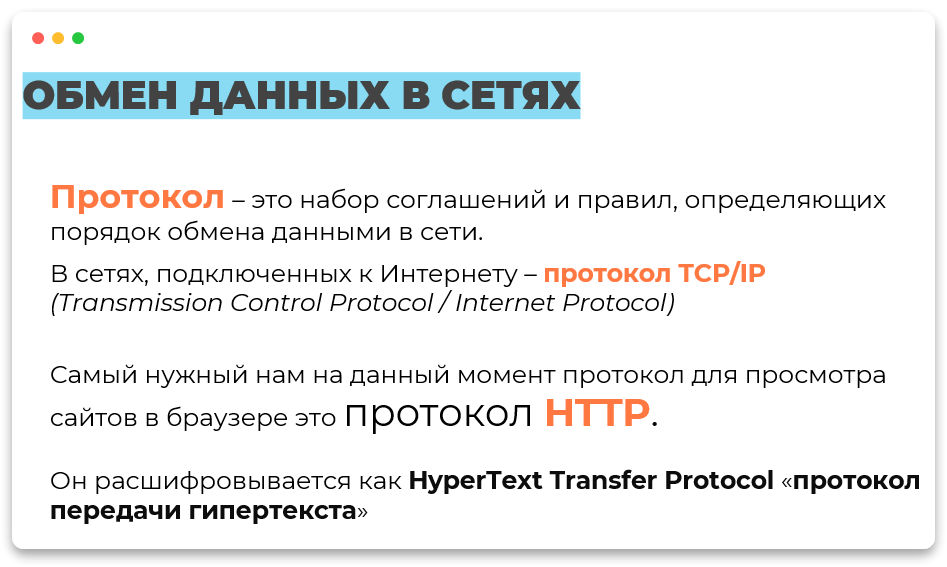 ОБМЕН ДАННЫХ В СЕТЯХ
Протокол – это набор соглашений и правил, определяющих
порядок обмена данными в сети.
В сетях, подключенных к Интернету – протокол TCP/IP
(Transmission Control Protocol / Internet Protocol)
Самый нужный нам на данный момент протокол для просмотра
сайтов в браузере это протокол HTTP.
Он расшифровывается как HyperText Transfer Protocol «протокол
передачи гипертекста»